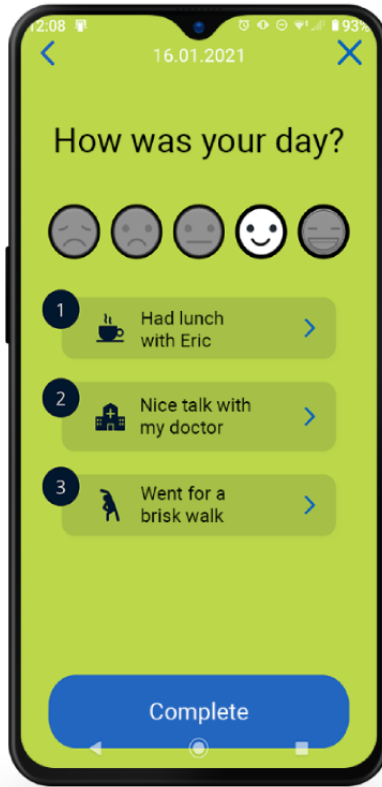 12:08 93%
16.01.2021
How was your day?
1
Had lunch
with Eric
2
Nice talk with
my doctor
3
Went for a
brisk walk
Complete